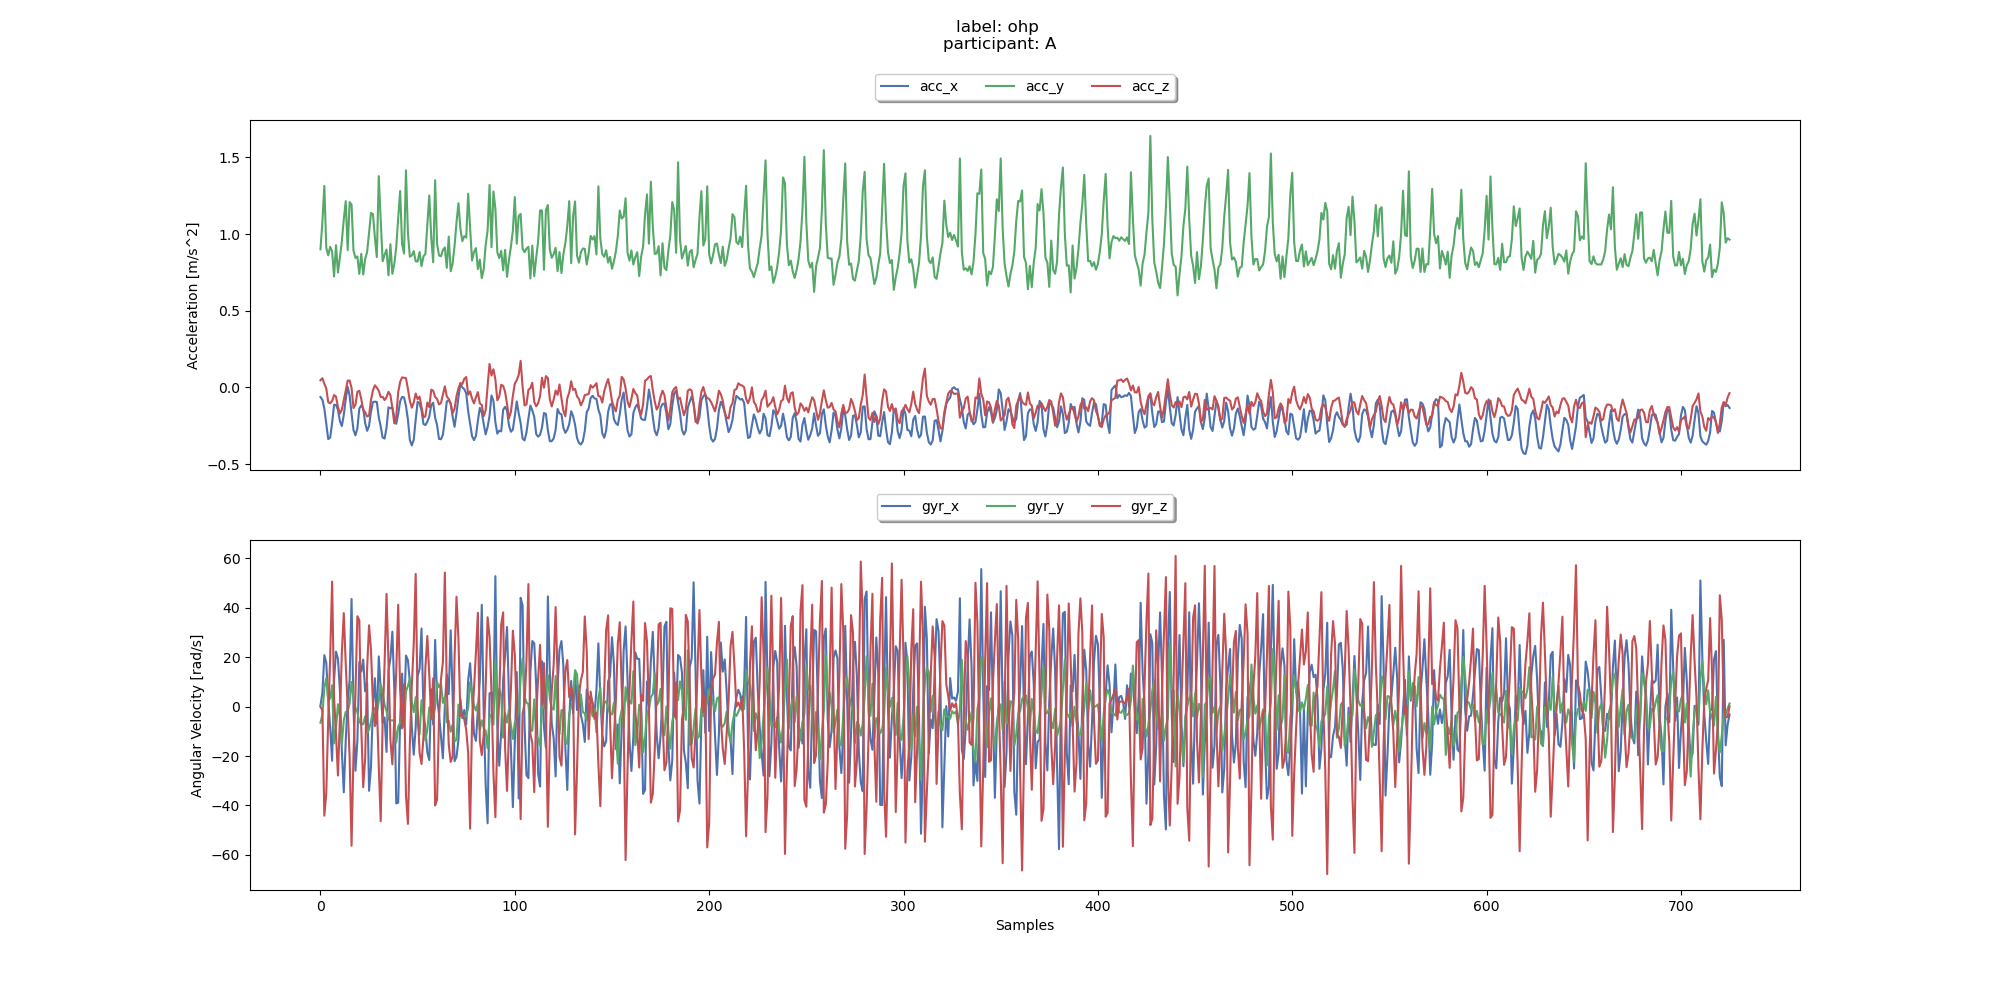 label: ohp
participant: A
acc_x acc_y acc_z
Acceleration [m/s^2]
1.5
1.0
0.5
0.0
−0.5
gyr_x gyr_y gyr_z
Angular Velocity [rad/s]
60
40
20
0
−20
−40
−60
0 100 200 300 400 500 600 700
Samples